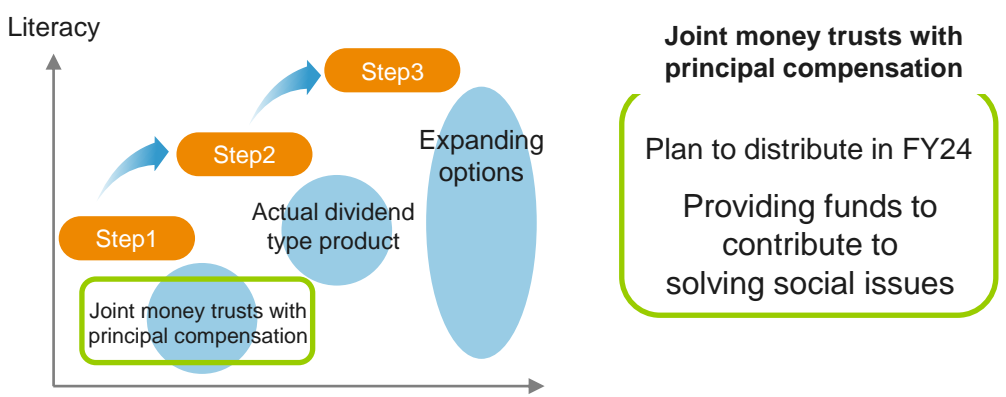 Literacy
Step3
Step2
Step1
Expanding
options
Actual dividend
type product
Joint money trusts with
principal compensation
Joint money trusts with
principal compensation
Plan to distribute in FY24
Providing funds to
contribute to
solving social issues